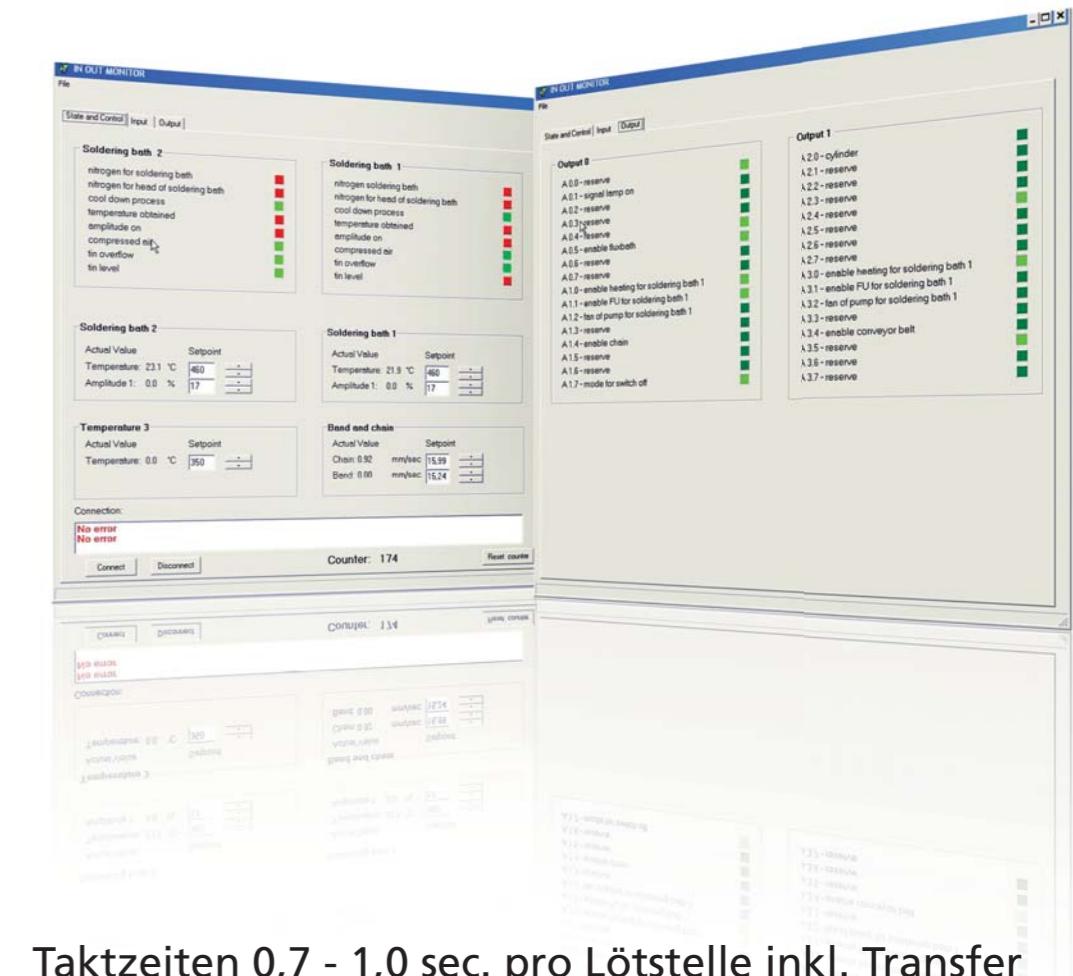 IN OUT MONITOR
File
State and Control Input Output
Soldering bath 2
nitrogen for soldering bath
nitrogen for head of soldering bath
cool down process
temperature obtained
amplitude on
compressed air
tin overflow
tin level
Soldering bath 1
nitrogen soldering beth
nitrogen for head of soldering bath
cool down process
temperature obtained
amplitude on
compressed air
tin overflow
tin level
Soldering bath 2
Actual Value Setpoint
Temperature: 23.1 °C 460
Amplitude 1: 0.0 % 17
Soldering bath 1
Actual Value Setpoint
Temperature: 21.9 °C 460
Amplitude 1: 0.0 % 17
Temperature 3
Actual Value Setpoint
Temperature: 0.0 °C 350
Band and chain
Actual Value Setpoint
Chain: 0.92 mm/sec 15,99
Band: 0.00 mm/sec 15,24
Connection:
No error
No error
Connect Disconnect Counter: 174 Reset counter
IN OUT MONITOR
File
State and Control Input Output
Output 0
A 0.0 - reserve
A 0.1 - signal lamp on
A 0.2 - reserve
A 0.3 - reserve
A 0.4 - reserve
A 0.5 - enable fluxbath
A 0.6 - reserve
A 0.7 - reserve
A 1.0 - enable heating for soldering bath 1
A 1.1 - enable FU for soldering bath 1
A 1.2 - fan of pump for soldering bath 1
A 1.3 - reserve
A 1.4 - enable chain
A 1.5 - reserve
A 1.6 - reserve
A 1.7 - mode for switch off
Output 1
A 2.0 - cylinder
A 2.1 - reserve
A 2.2 - reserve
A 2.3 - reserve
A 2.4 - reserve
A 2.5 - reserve
A 2.6 - reserve
A 2.7 - reserve
A 3.0 - enable heating for soldering bath 1
A 3.1 - enable FU for soldering bath 1
A 3.2 - fan of pump for soldering bath 1
A 3.3 - reserve
A 3.4 - enable conveyor belt
A 3.5 - reserve
A 3.6 - reserve
A 3.7 - reserve
Taktzeiten 0,7 - 1,0 sec. pro Lötstelle inkl. Transfer